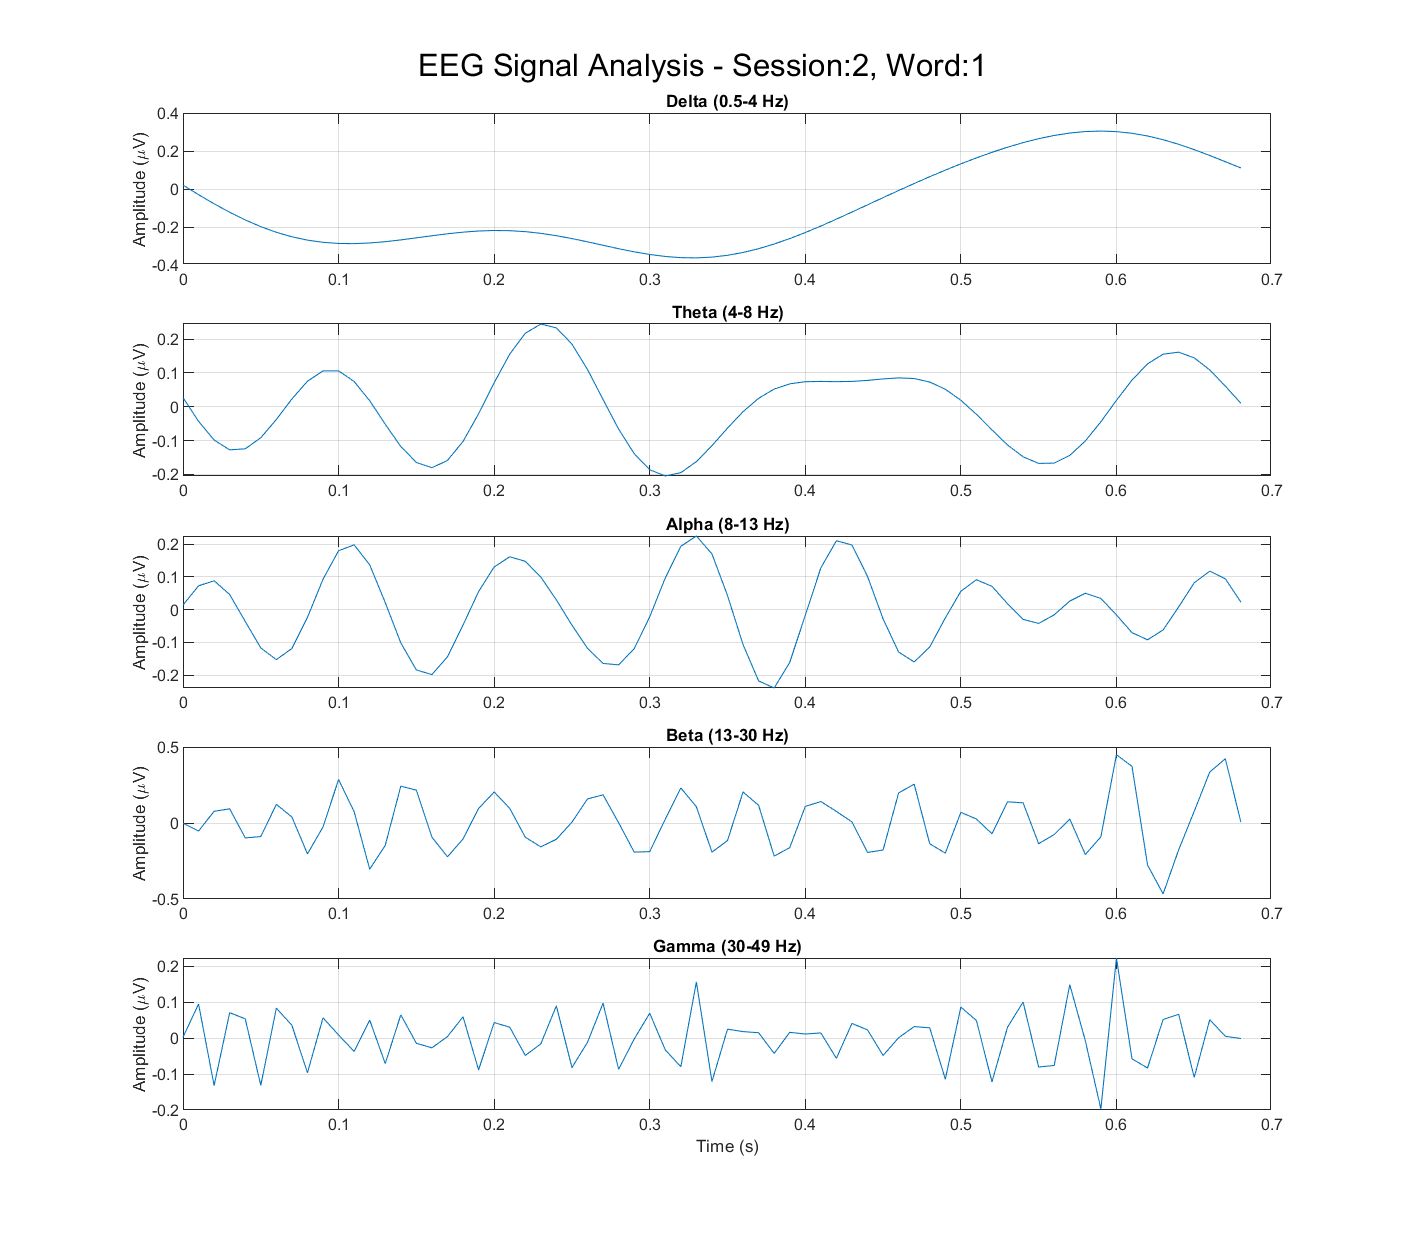 EEG Signal Analysis - Session:2, Word:1
Delta (0.5-4 Hz)
Amplitude (μV)
0.4
0.2
0
-0.2
-0.4
0 0.1 0.2 0.3 0.4 0.5 0.6 0.7
Theta (4-8 Hz)
Amplitude (μV)
0.2
0.1
0
-0.1
-0.2
0 0.1 0.2 0.3 0.4 0.5 0.6 0.7
Alpha (8-13 Hz)
Amplitude (μV)
0.2
0.1
0
-0.1
-0.2
0 0.1 0.2 0.3 0.4 0.5 0.6 0.7
Beta (13-30 Hz)
Amplitude (μV)
0.5
0
-0.5
0 0.1 0.2 0.3 0.4 0.5 0.6 0.7
Gamma (30-49 Hz)
Amplitude (μV)
0.2
0.1
0
-0.1
-0.2
0 0.1 0.2 0.3 0.4 0.5 0.6 0.7
Time (s)